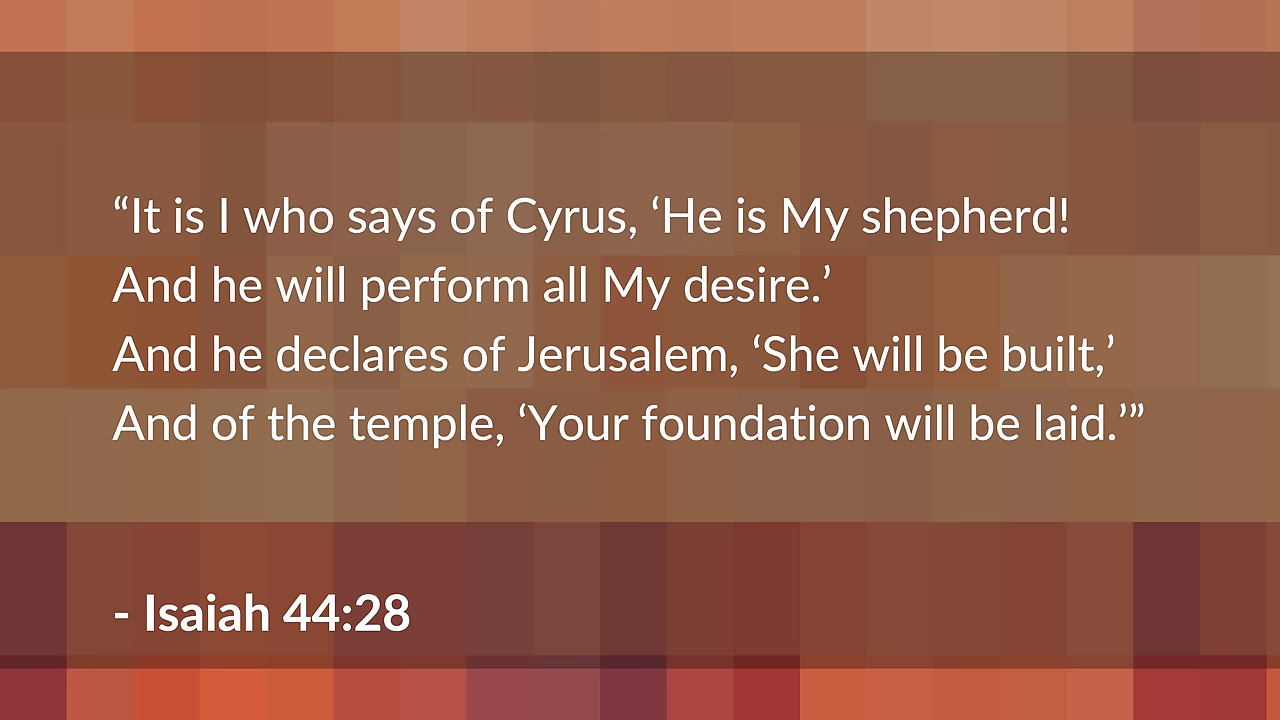 “It is I who says of Cyrus, ‘He is My shepherd!
And he will perform all My desire.’
And he declares of Jerusalem, ‘She will be built,’
And of the temple, ‘Your foundation will be laid.’”
- Isaiah 44:28